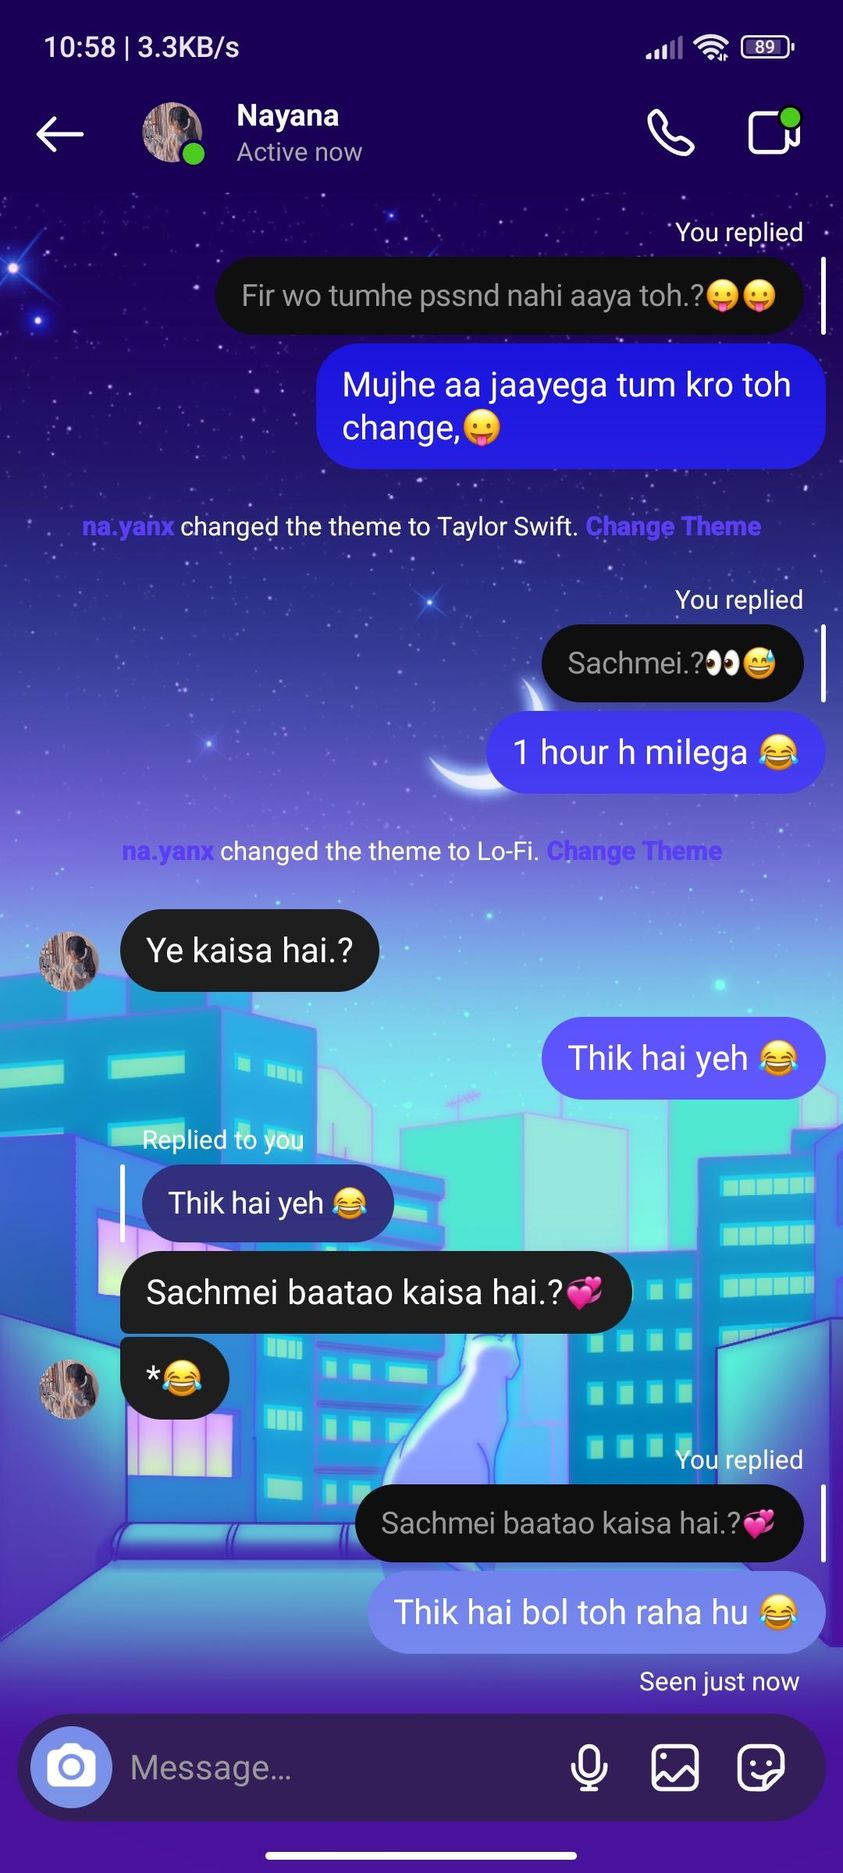 10:58 | 3.3KB/s
89
Nayana
Active now
You replied
Fir wo tumhe pssnd nahi aaya toh.?😛😛
Mujhe aa jaayega tum kro toh
change,😛
na.yanx changed the theme to Taylor Swift. Change Theme
You replied
Sachmei.?👀😅
1 hour h milega 😂
na.yanx changed the theme to Lo-Fi. Change Theme
Ye kaisa hai.?
Thik hai yeh 😂
Replied to you
Thik hai yeh 😂
Sachmei baatao kaisa hai.?💞
*😂
You replied
Sachmei baatao kaisa hai.?💞
Thik hai bol toh raha hu 😂
Seen just now
Message...